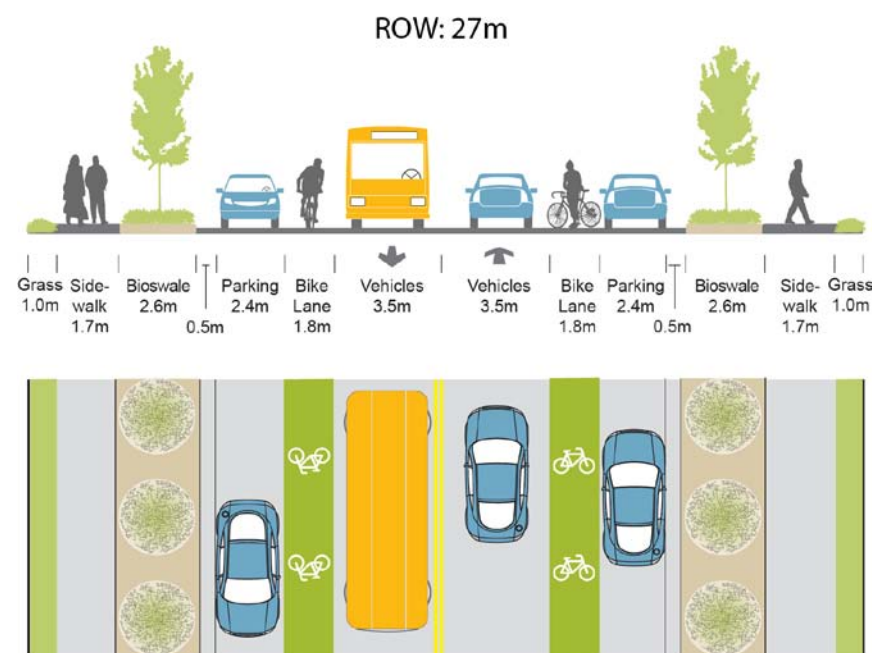 ROW: 27m
Grass
1.0m
Side-
walk
1.7m
Bioswale
2.6m
0.5m
Parking
2.4m
Bike
Lane
1.8m
Vehicles
3.5m
Vehicles
3.5m
Bike
Lane
1.8m
Parking
2.4m
0.5m
Bioswale
2.6m
Side-
walk
1.7m
Grass
1.0m